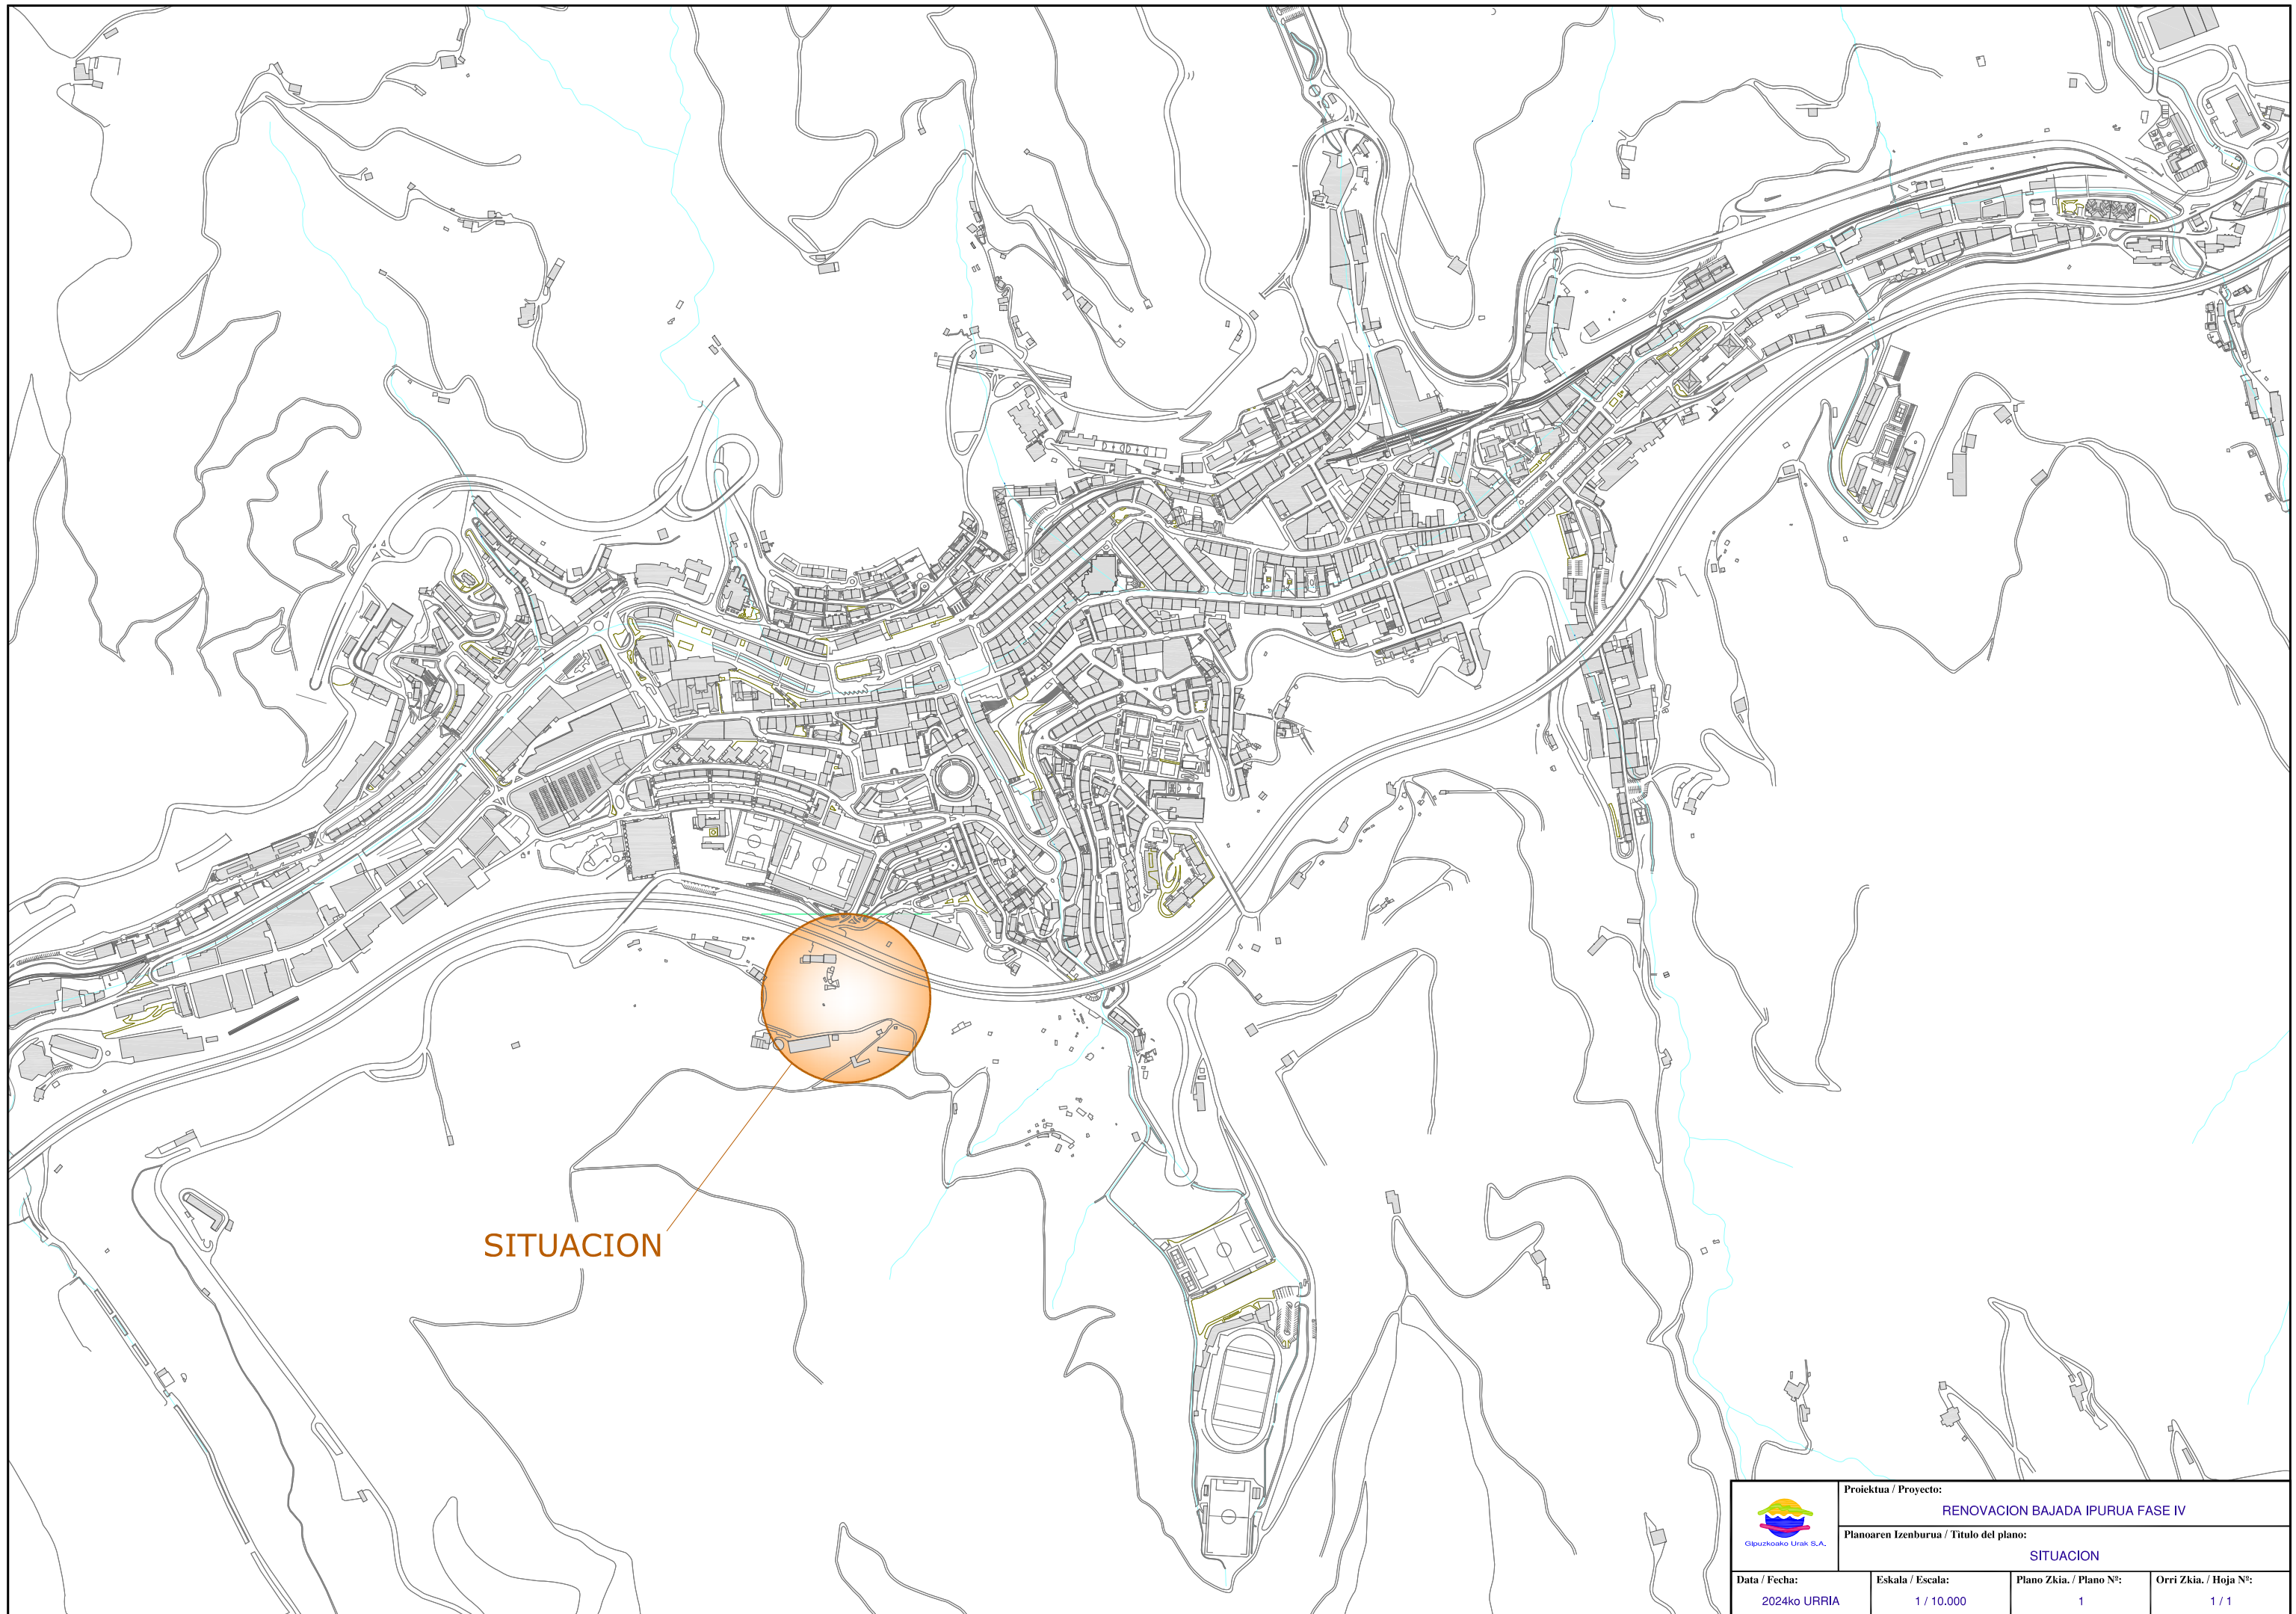 SITUACION
Proiektua / Proyecto:
RENOVACION BAJADA IPURUA FASE IV
Planoaren Izenburua / Titulo del plano:
SITUACION
Gipuzkoako Urak S.A.
Data / Fecha:
2024ko URRIA
Eskala / Escala:
1 / 10.000
Plano Zkia. / Plano Nº:
1
Orri Zkia. / Hoja Nº:
1 / 1